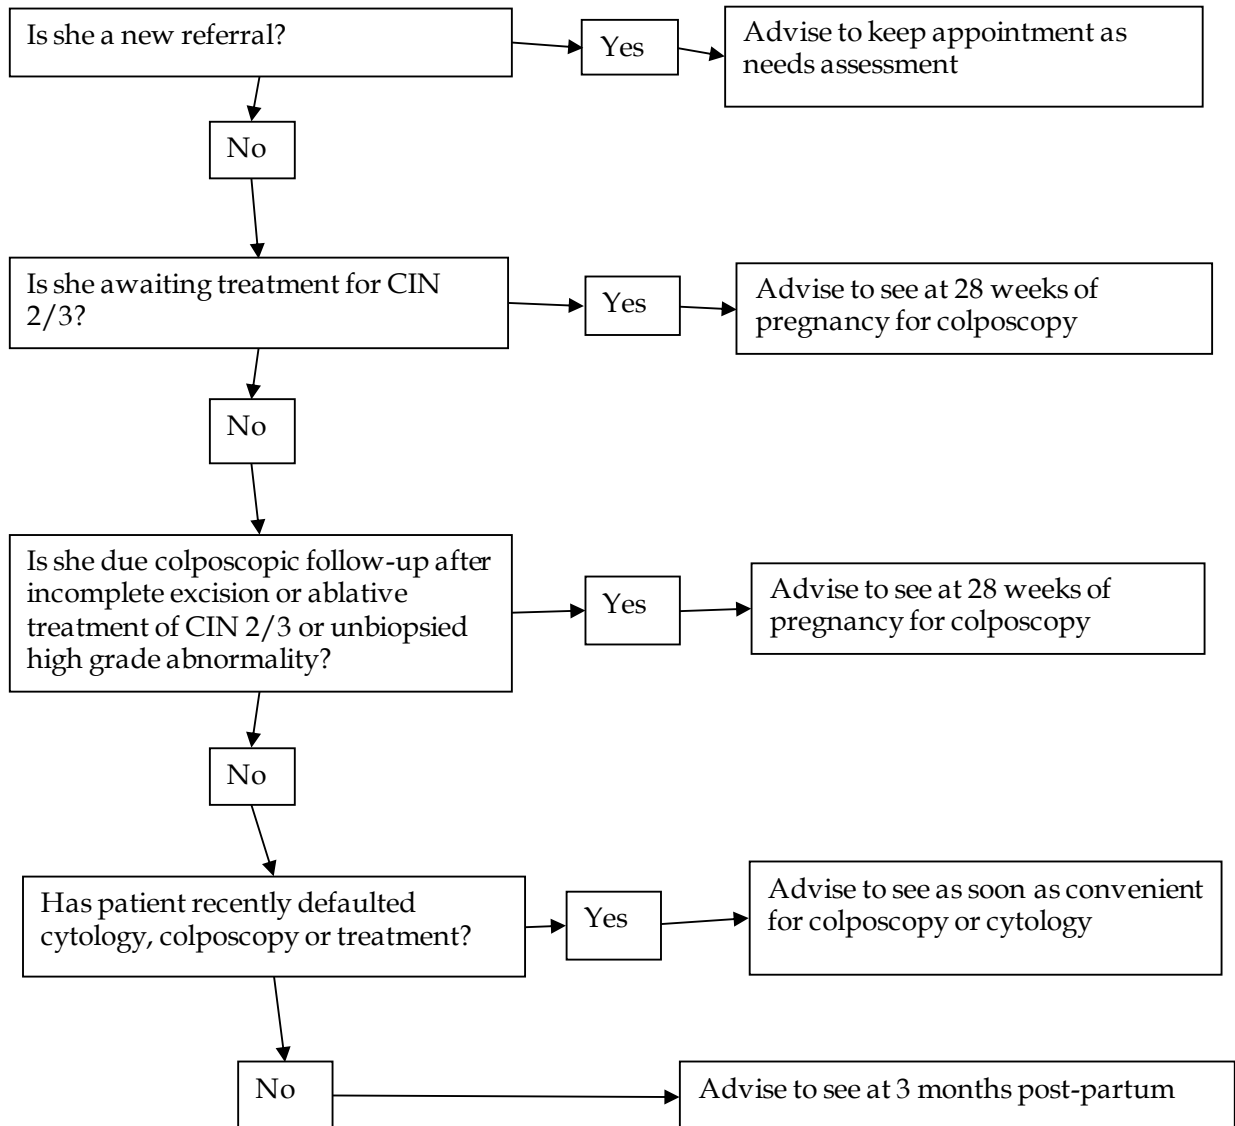 Is she a new referral?
Yes
Advise to keep appointment as
needs assessment
No
Is she awaiting treatment for CIN
2/3?
Yes
Advise to see at 28 weeks of
pregnancy for colposcopy
No
Is she due colposcopic follow-up after
incomplete excision or ablative
treatment of CIN 2/3 or unbiopsied
high grade abnormality?
Yes
Advise to see at 28 weeks of
pregnancy for colposcopy
No
Has patient recently defaulted
cytology, colposcopy or treatment?
Yes
Advise to see as soon as convenient
for colposcopy or cytology
No
Advise to see at 3 months post-partum